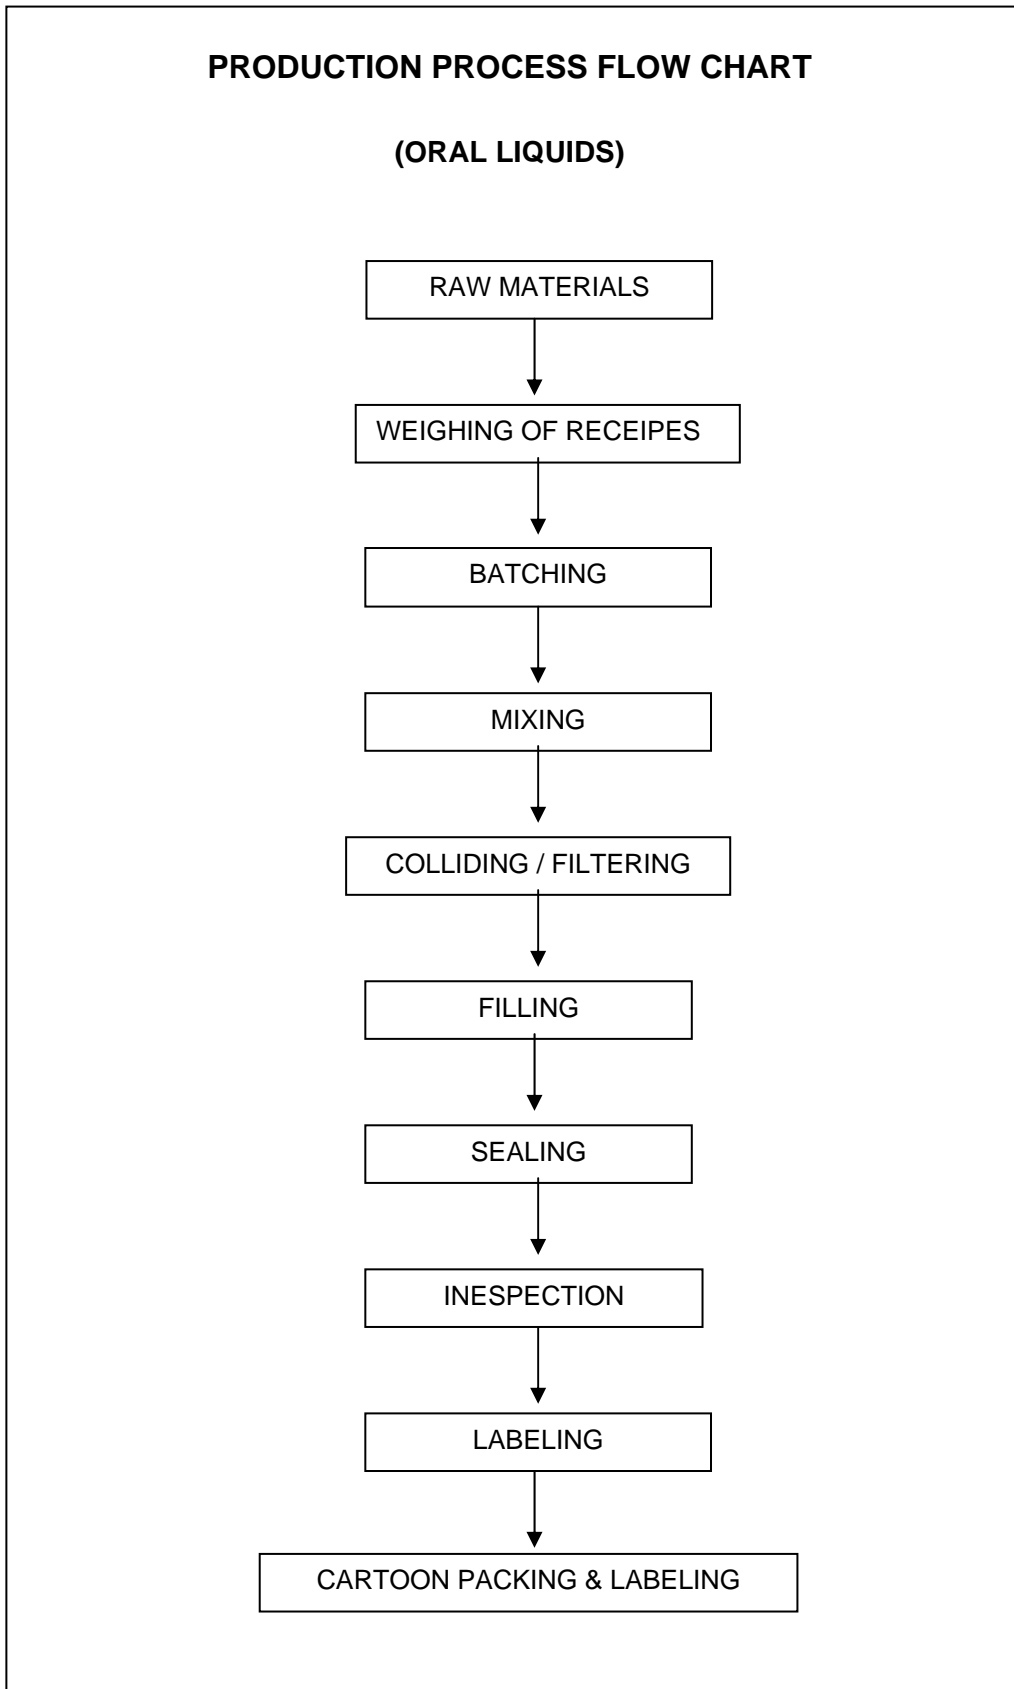 PRODUCTION PROCESS FLOW CHART
(ORAL LIQUIDS)
RAW MATERIALS
WEIGHING OF RECEIPES
BATCHING
MIXING
COLLIDING / FILTERING
FILLING
SEALING
INESPECTION
LABELING
CARTOON PACKING & LABELING